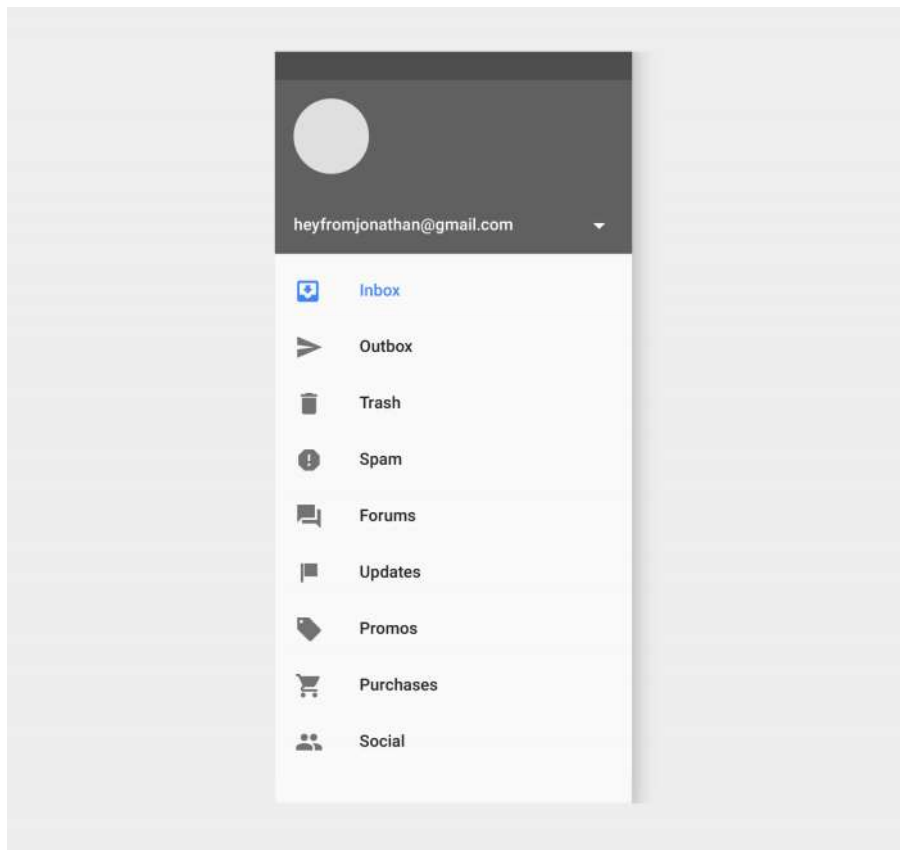 heyfromjonathan@gmail.com
Inbox
Outbox
Trash
Spam
Forums
Updates
Promos
Purchases
Social